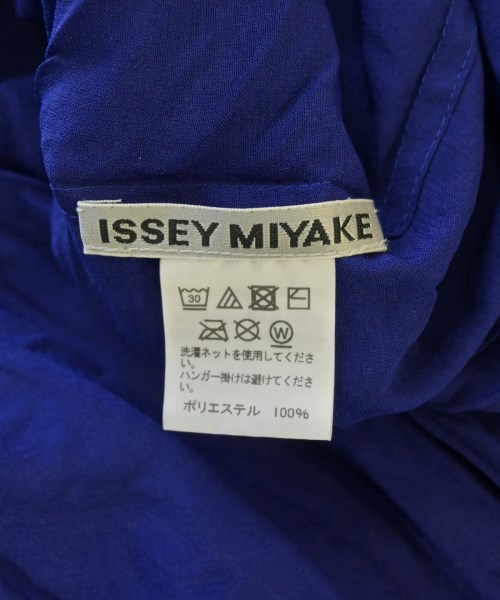 ISSEY MIYAKE
30
W
洗濯ネットを使用してくださ
い。
ハンガー掛けは避けてくださ
い。
ポリエステル 100%